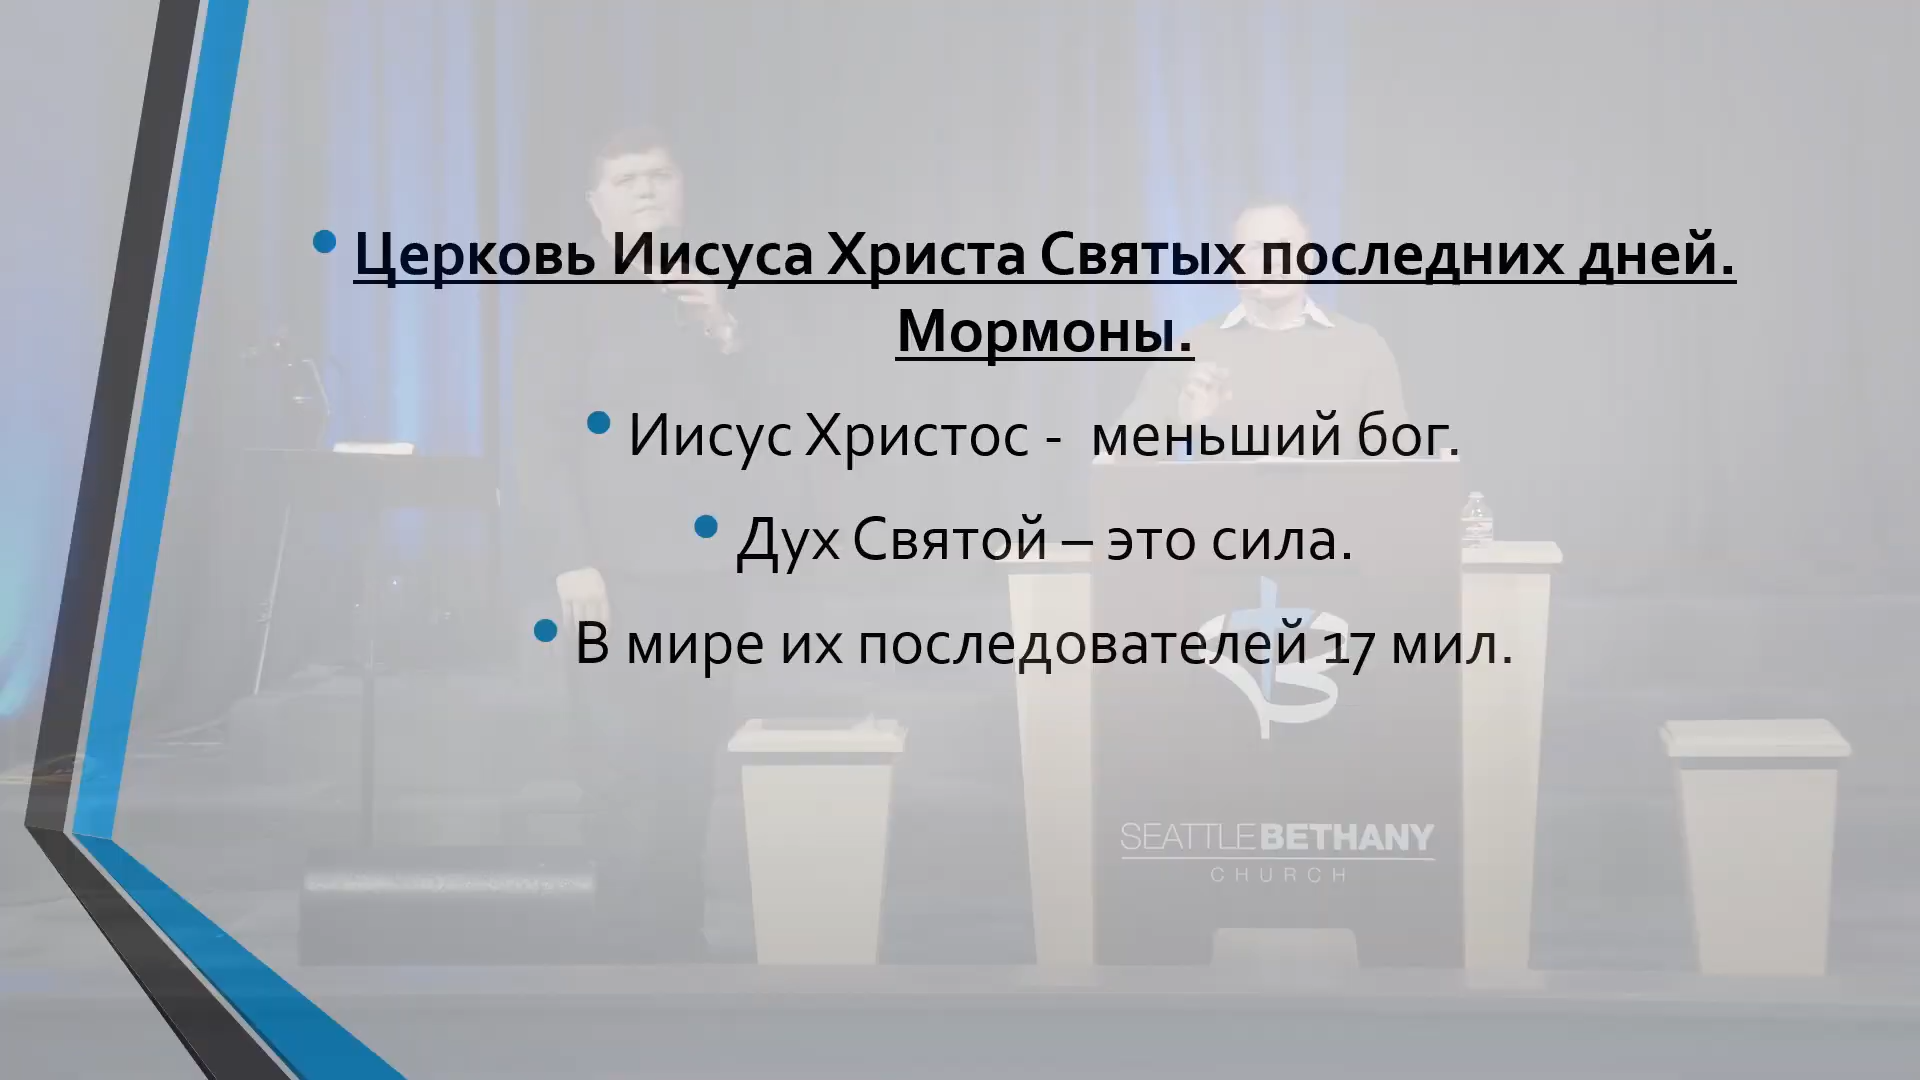 Церковь Иисуса Христа Святых последних дней.
Мормоны.
Иисус Христос - меньший бог.
Дух Святой – это сила.
В мире их последователей 17 мил.
SEATTLE BETHANY
CHURCH